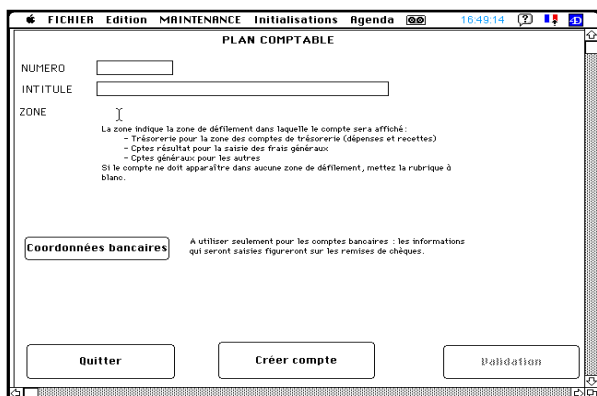 FICHIER Edition MAINTENANCE Initialisations Agenda 16:49:14 ? 4D
PLAN COMPTABLE
NUMERO
INTITULE
ZONE
La zone indique la zone de défilement dans laquelle le compte sera affiché:
- Trésorerie pour la zone des comptes de trésorerie (dépenses et recettes)
- Cptes résultat pour la saisie des frais généraux
- Cptes généraux pour les autres
Si le compte ne doit apparaître dans aucune zone de défilement, mettez la rubrique à
blanc.
Coordonnées bancaires
A utiliser seulement pour les comptes bancaires : les informations
qui seront saisies figureront sur les remises de chèques.
Quitter Créer compte Validation